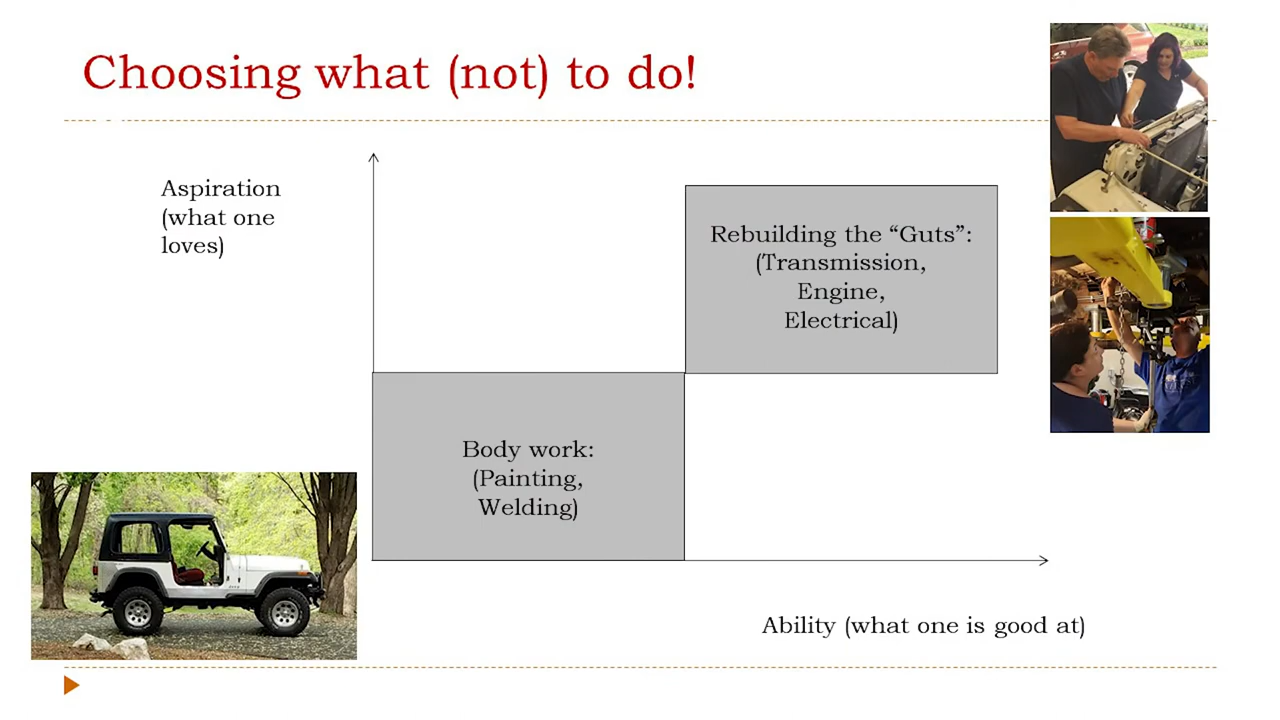 Choosing what (not) to do!
Aspiration
(what one
loves)
Rebuilding the “Guts”:
(Transmission,
Engine,
Electrical)
Body work:
(Painting,
Welding)
Ability (what one is good at)